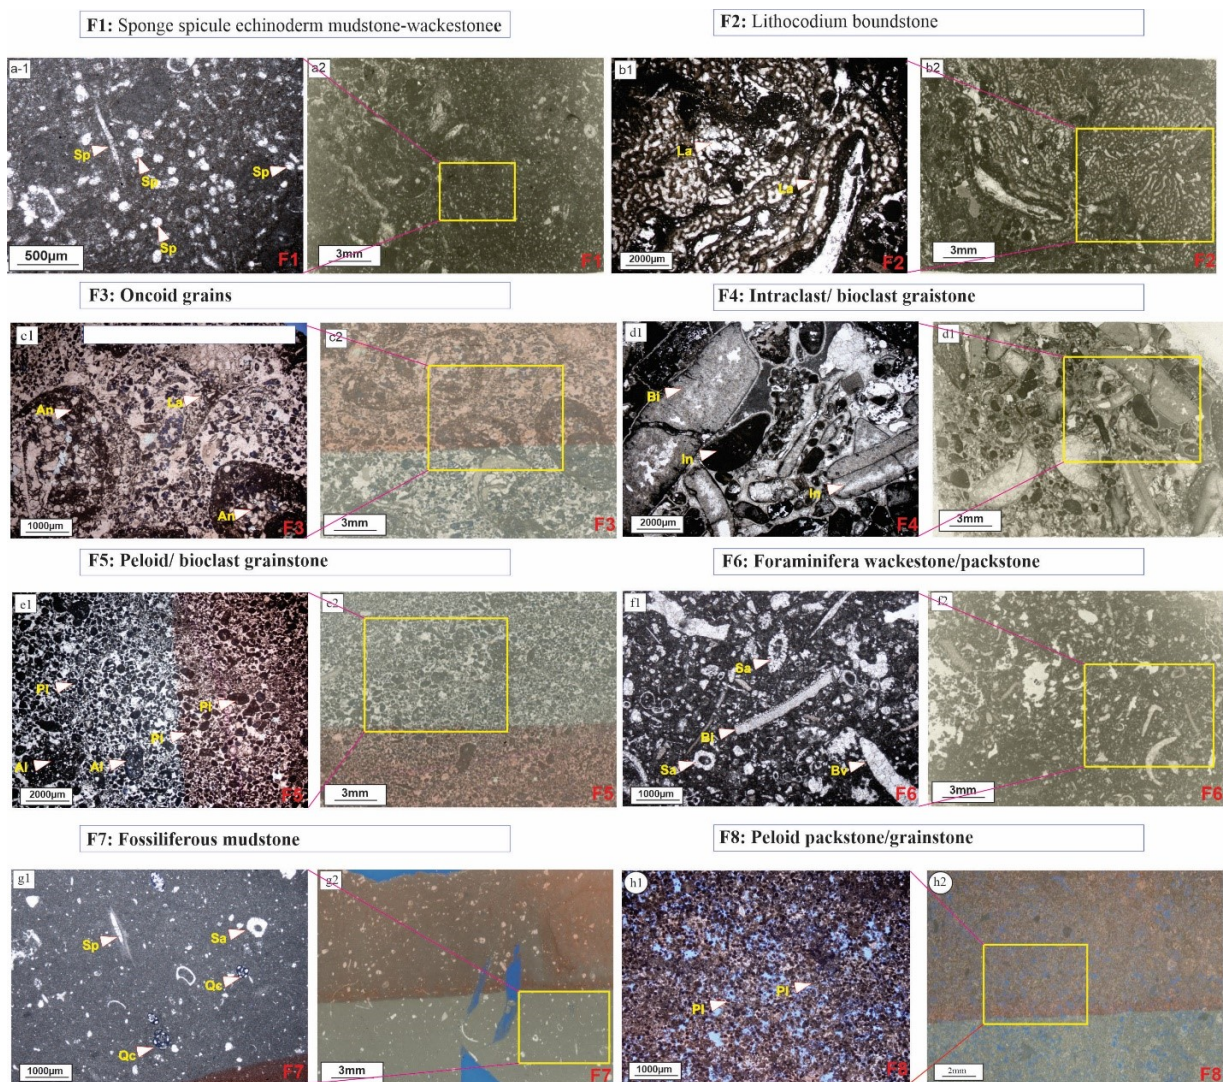 F1: Sponge spicule echinoderm mudstone-wackestonee
F2: Lithocodium boundstone
a-1
Sp
Sp
Sp
Sp
500µm
F1
a2
3mm
F1
b1
La
La
2000µm
F2
b2
3mm
F2
F3: Oncoid grains
F4: Intraclast/ bioclast graistone
c1
An
La
An
1000µm
F3
c2
3mm
F3
d1
Bi
In
In
2000µm
F4
d1
3mm
F5: Peloid/ bioclast grainstone
F6: Foraminifera wackestone/packstone
e1
Pl
Pl
Al
Al
2000µm
F5
c2
3mm
F5
f1
Sa
Sa
Bv
1000µm
F6
f2
3mm
F6
F7: Fossiliferous mudstone
F8: Peloid packstone/grainstone
g1
Sp
Sa
Qc
Qc
1000µm
F7
g2
3mm
F7
h1
Pl
Pl
1000µm
F8
h2
2mm
F8